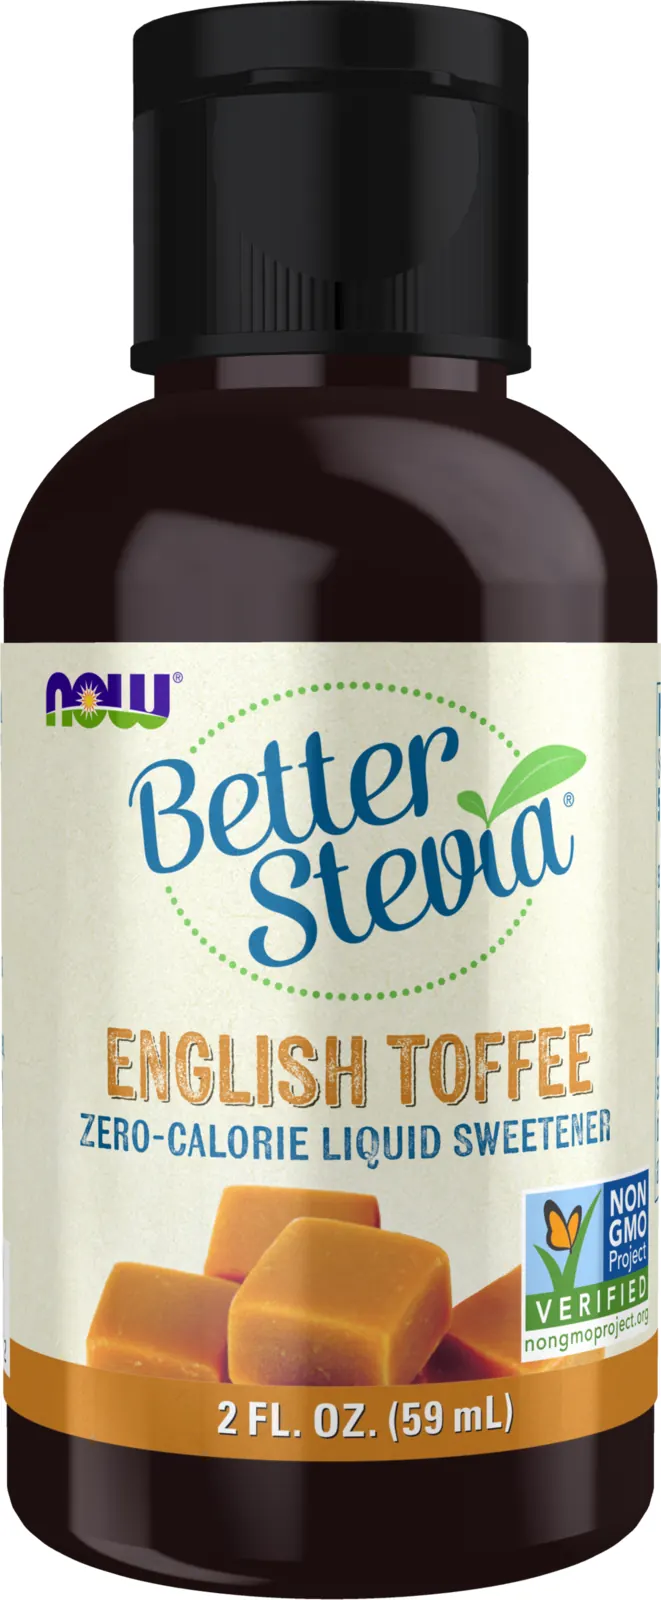 NOW®
Better
Stevia®
ENGLISH TOFFEE
ZERO-CALORIE LIQUID SWEETENER
NON
GMO
Project
VERIFIED
nongmoproject.org
2 FL. OZ. (59 mL)